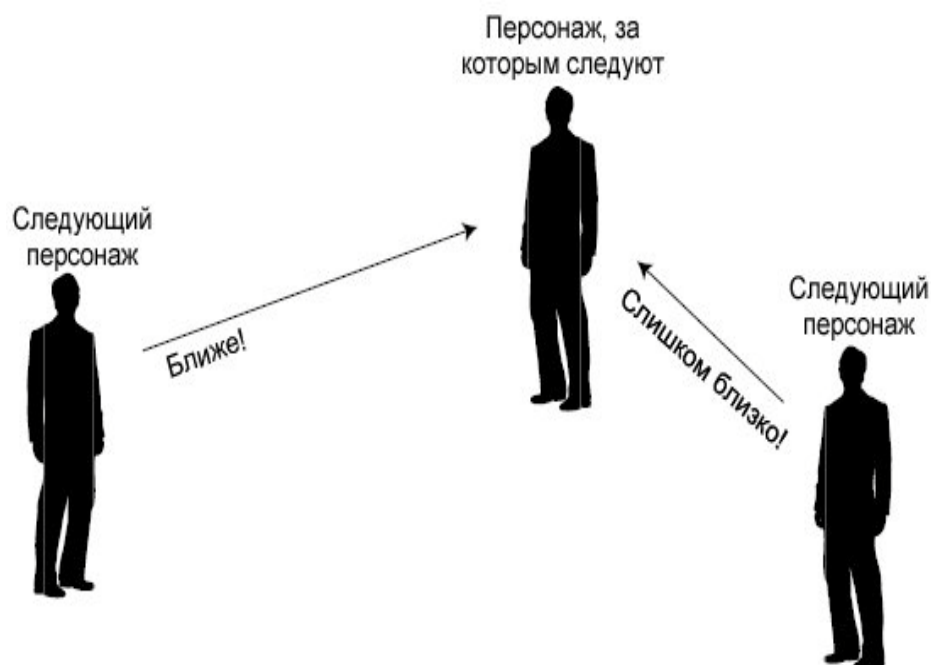 Персонаж, за
которым следуют
Следующий
персонаж
Ближе!
Слишком близко!
Следующий
персонаж